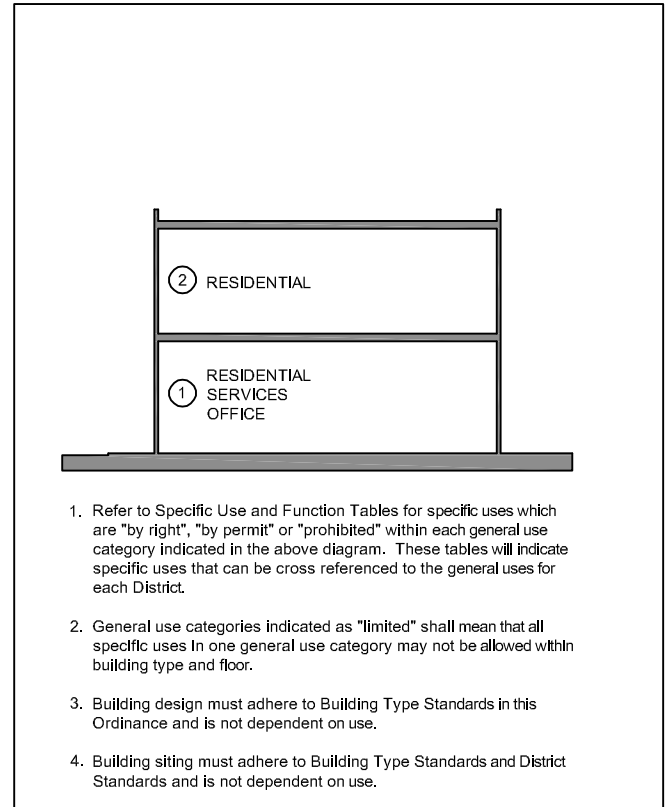 2 RESIDENTIAL
RESIDENTIAL
1 SERVICES
OFFICE
1. Refer to Specific Use and Function Tables for specific uses which
are "by right", "by permit" or "prohibited" within each general use
category indicated in the above diagram. These tables will indicate
specific uses that can be cross referenced to the general uses for
each District.
2. General use categories indicated as "limited" shall mean that all
specific uses in one general use category may not be allowed within
building type and floor.
3. Building design must adhere to Building Type Standards in this
Ordinance and is not dependent on use.
4. Building siting must adhere to Building Type Standards and District
Standards and is not dependent on use.